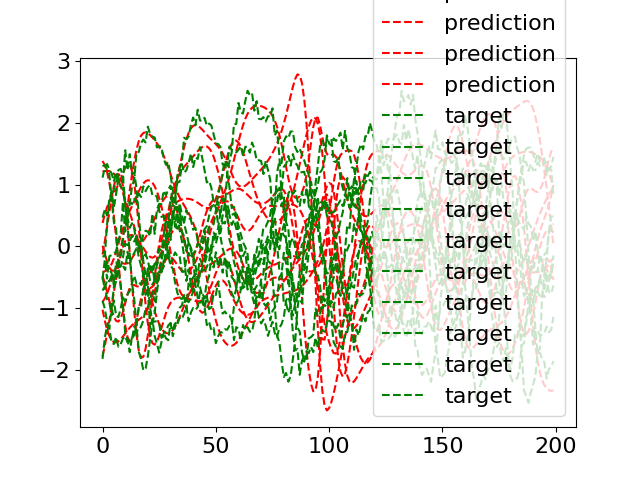 prediction
prediction
prediction
target
target
target
target
target
target
target
target
target
target
3
2
1
0
−1
−2
0
50
100
150
200